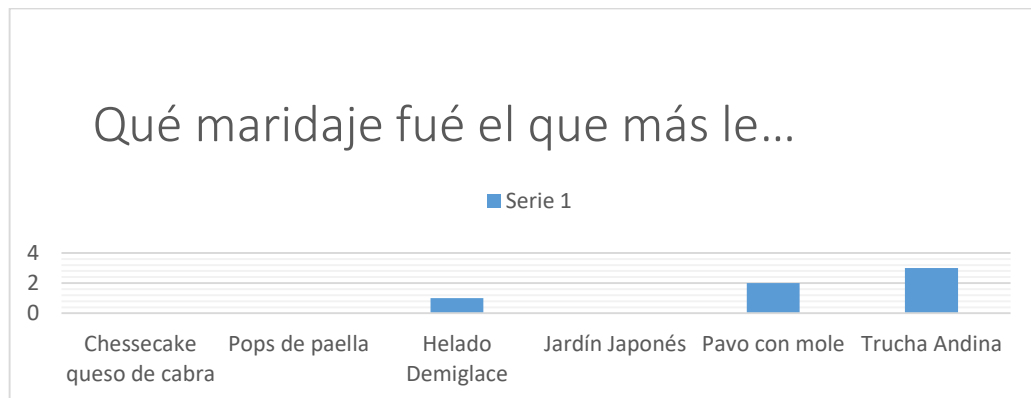 Qué maridaje fué el que más le...
Serie 1
4
2
0
Chessecake
queso de cabra
Pops de paella
Helado
Demiglace
Jardín Japonés
Pavo con mole
Trucha Andina